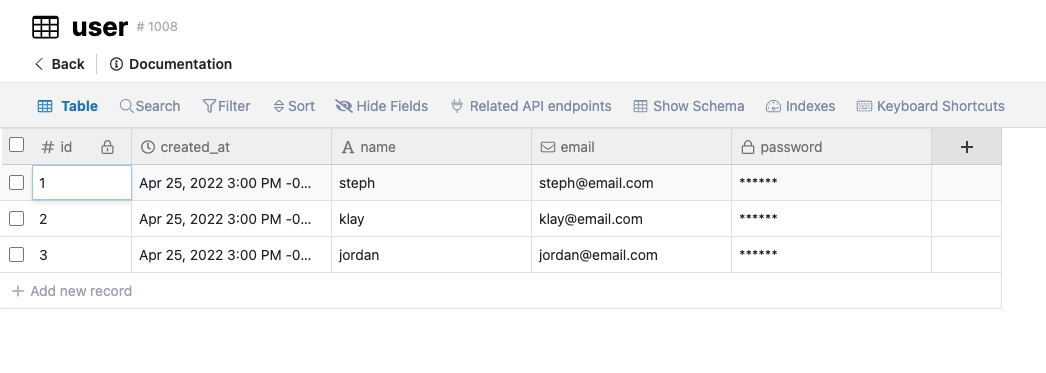 user # 1008
Back Documentation
Table Search Filter Sort Hide Fields Related API endpoints Show Schema Indexes Keyboard Shortcuts
# id created_at name email password +
1 Apr 25, 2022 3:00 PM -0... steph steph@email.com ******
2 Apr 25, 2022 3:00 PM -0... klay klay@email.com ******
3 Apr 25, 2022 3:00 PM -0... jordan jordan@email.com ******
+ Add new record